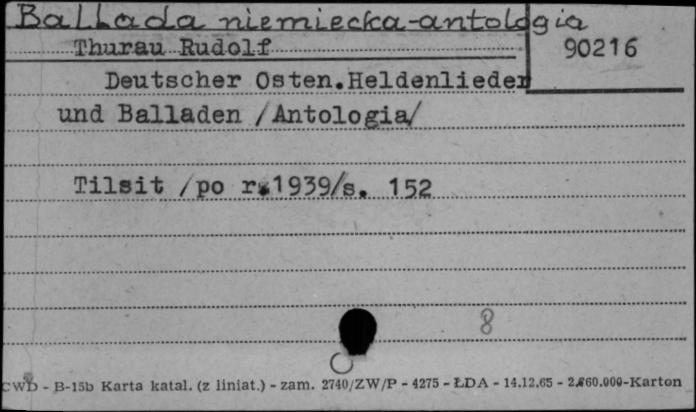 Ballada niemiecka-antologia
Thurau Rudolf
90216
Deutscher Osten.Heldenlieder
und Balladen /Antologia/
Tilsit /po r.1939/s. 152
8
CWD - B-15b Karta katal. (z liniat.) - zam. 2740/ZW/P - 4275 - ŁDA - 14.12.65 - 2.860.000-Karton